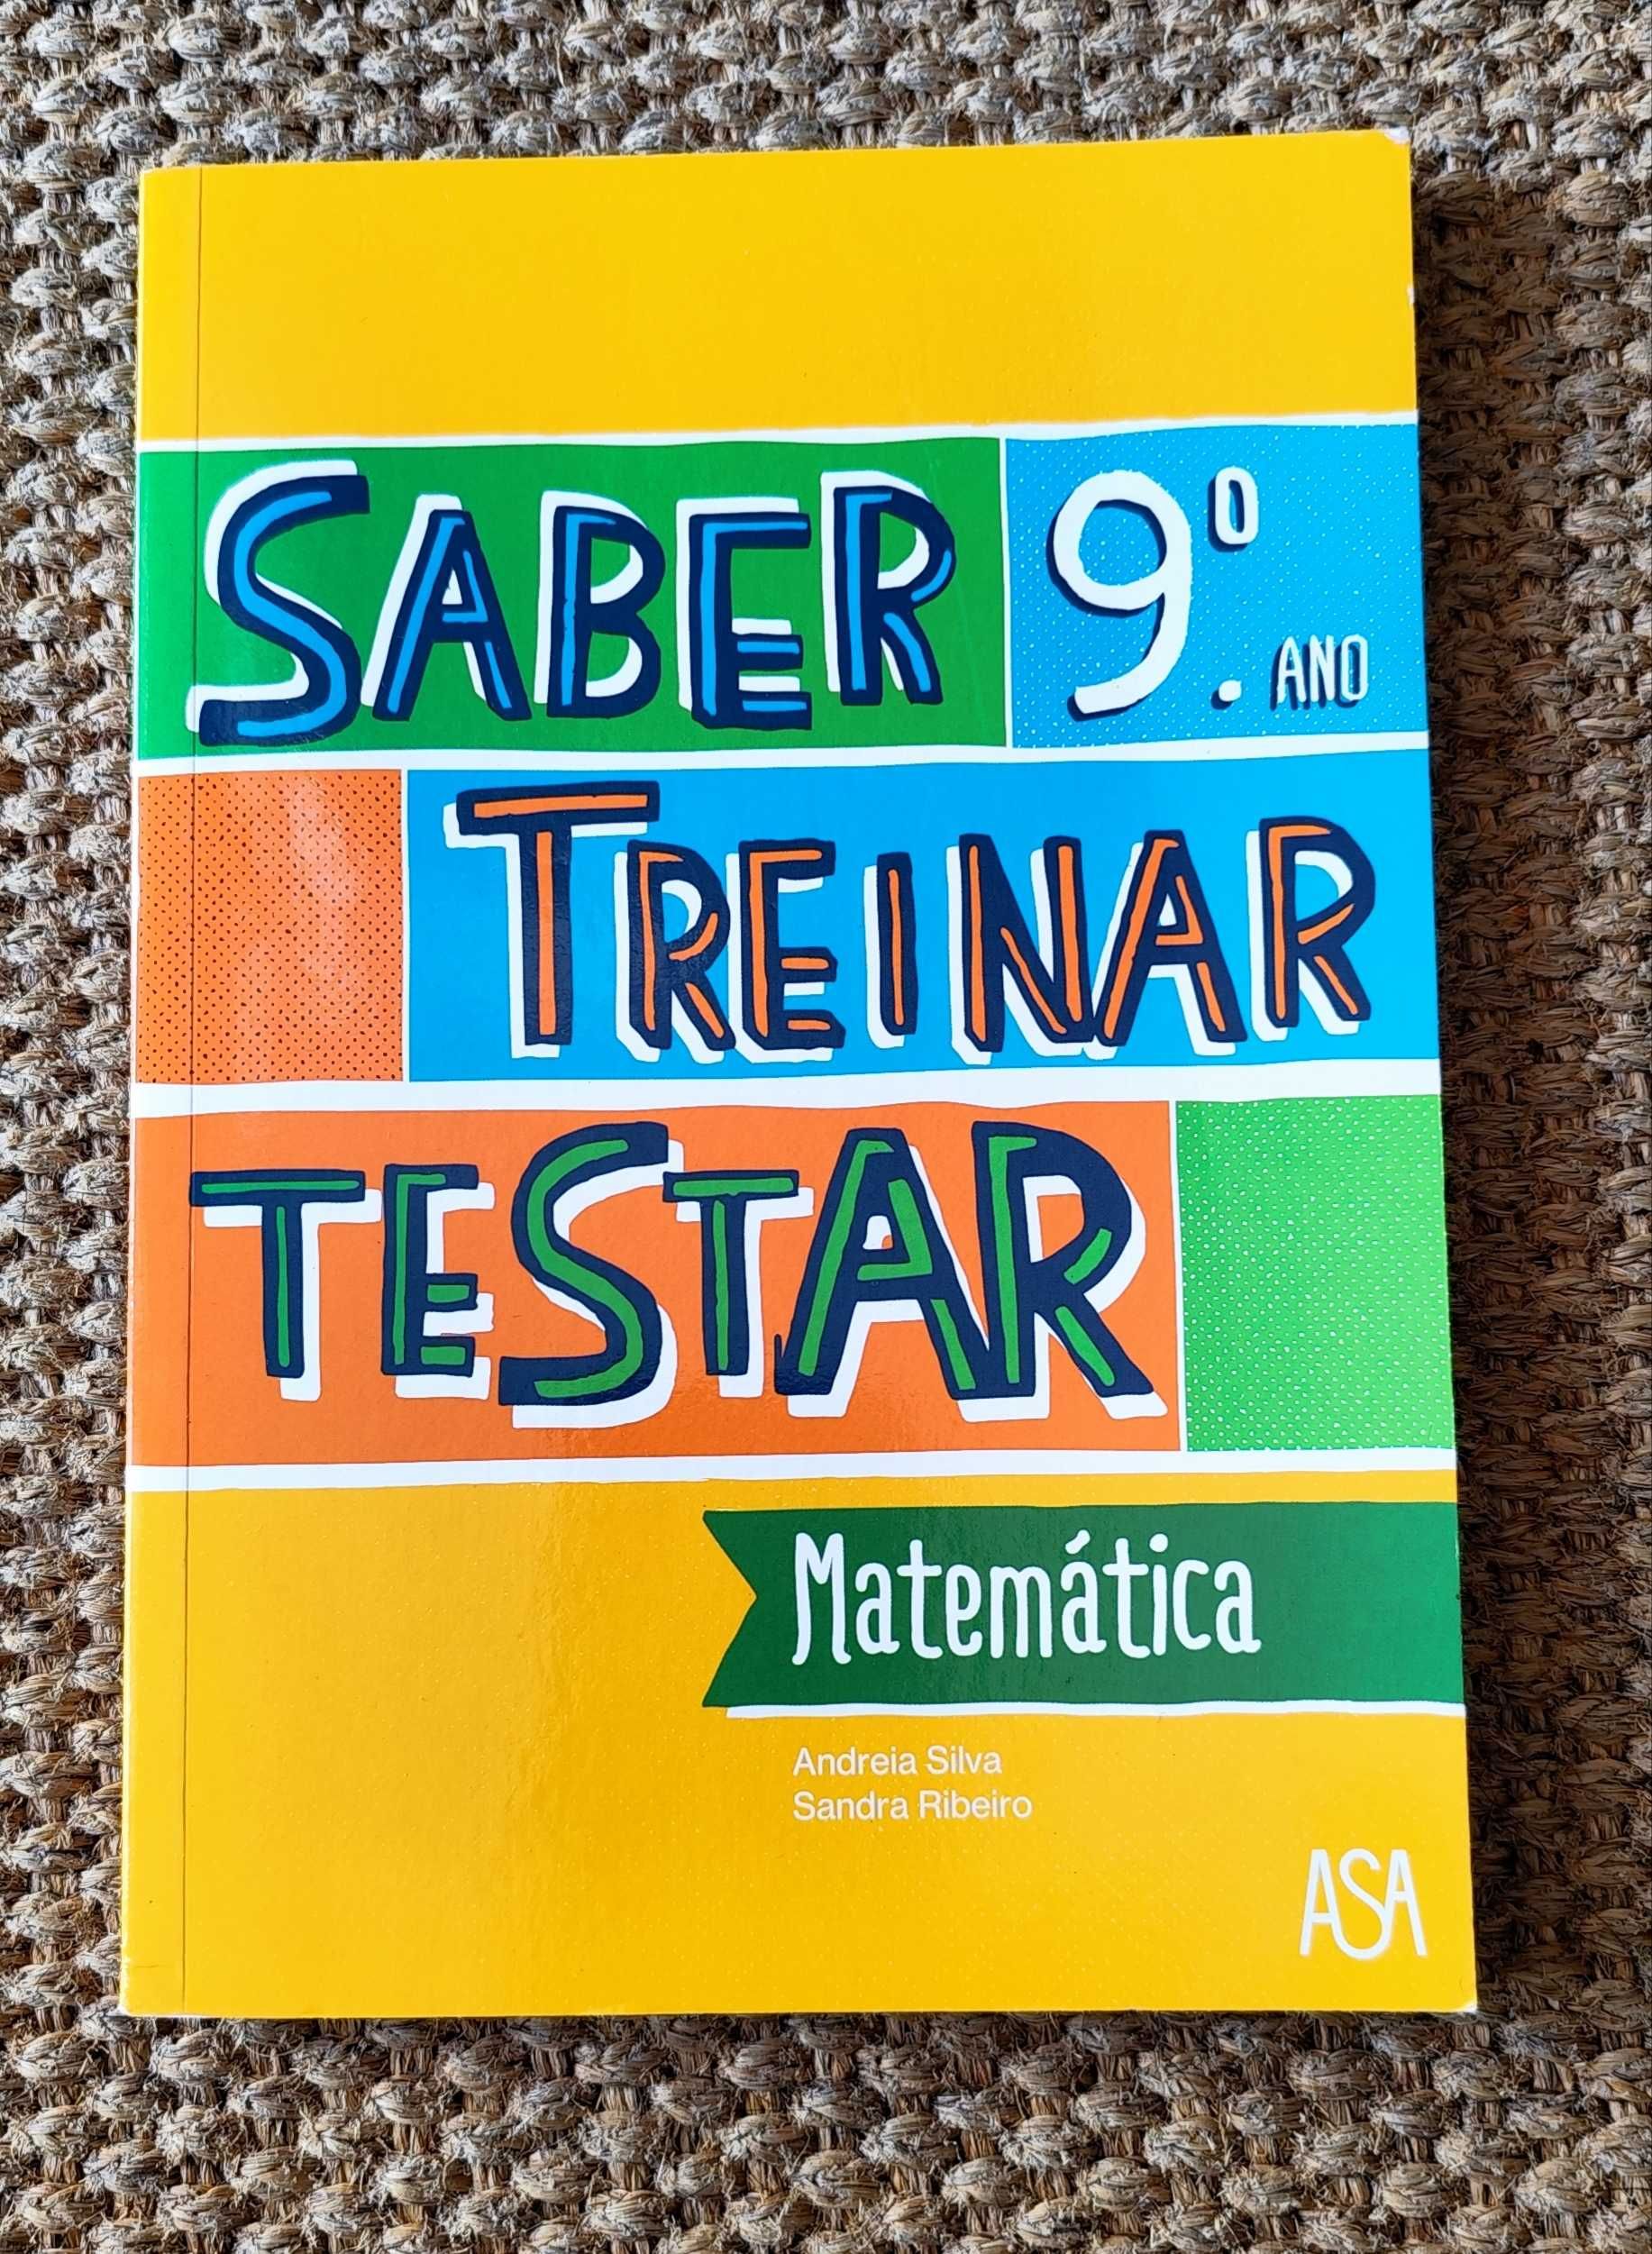 SABER 9.º ANO
TREINAR
TESTAR
Matemática
Andreia Silva
Sandra Ribeiro
ASA